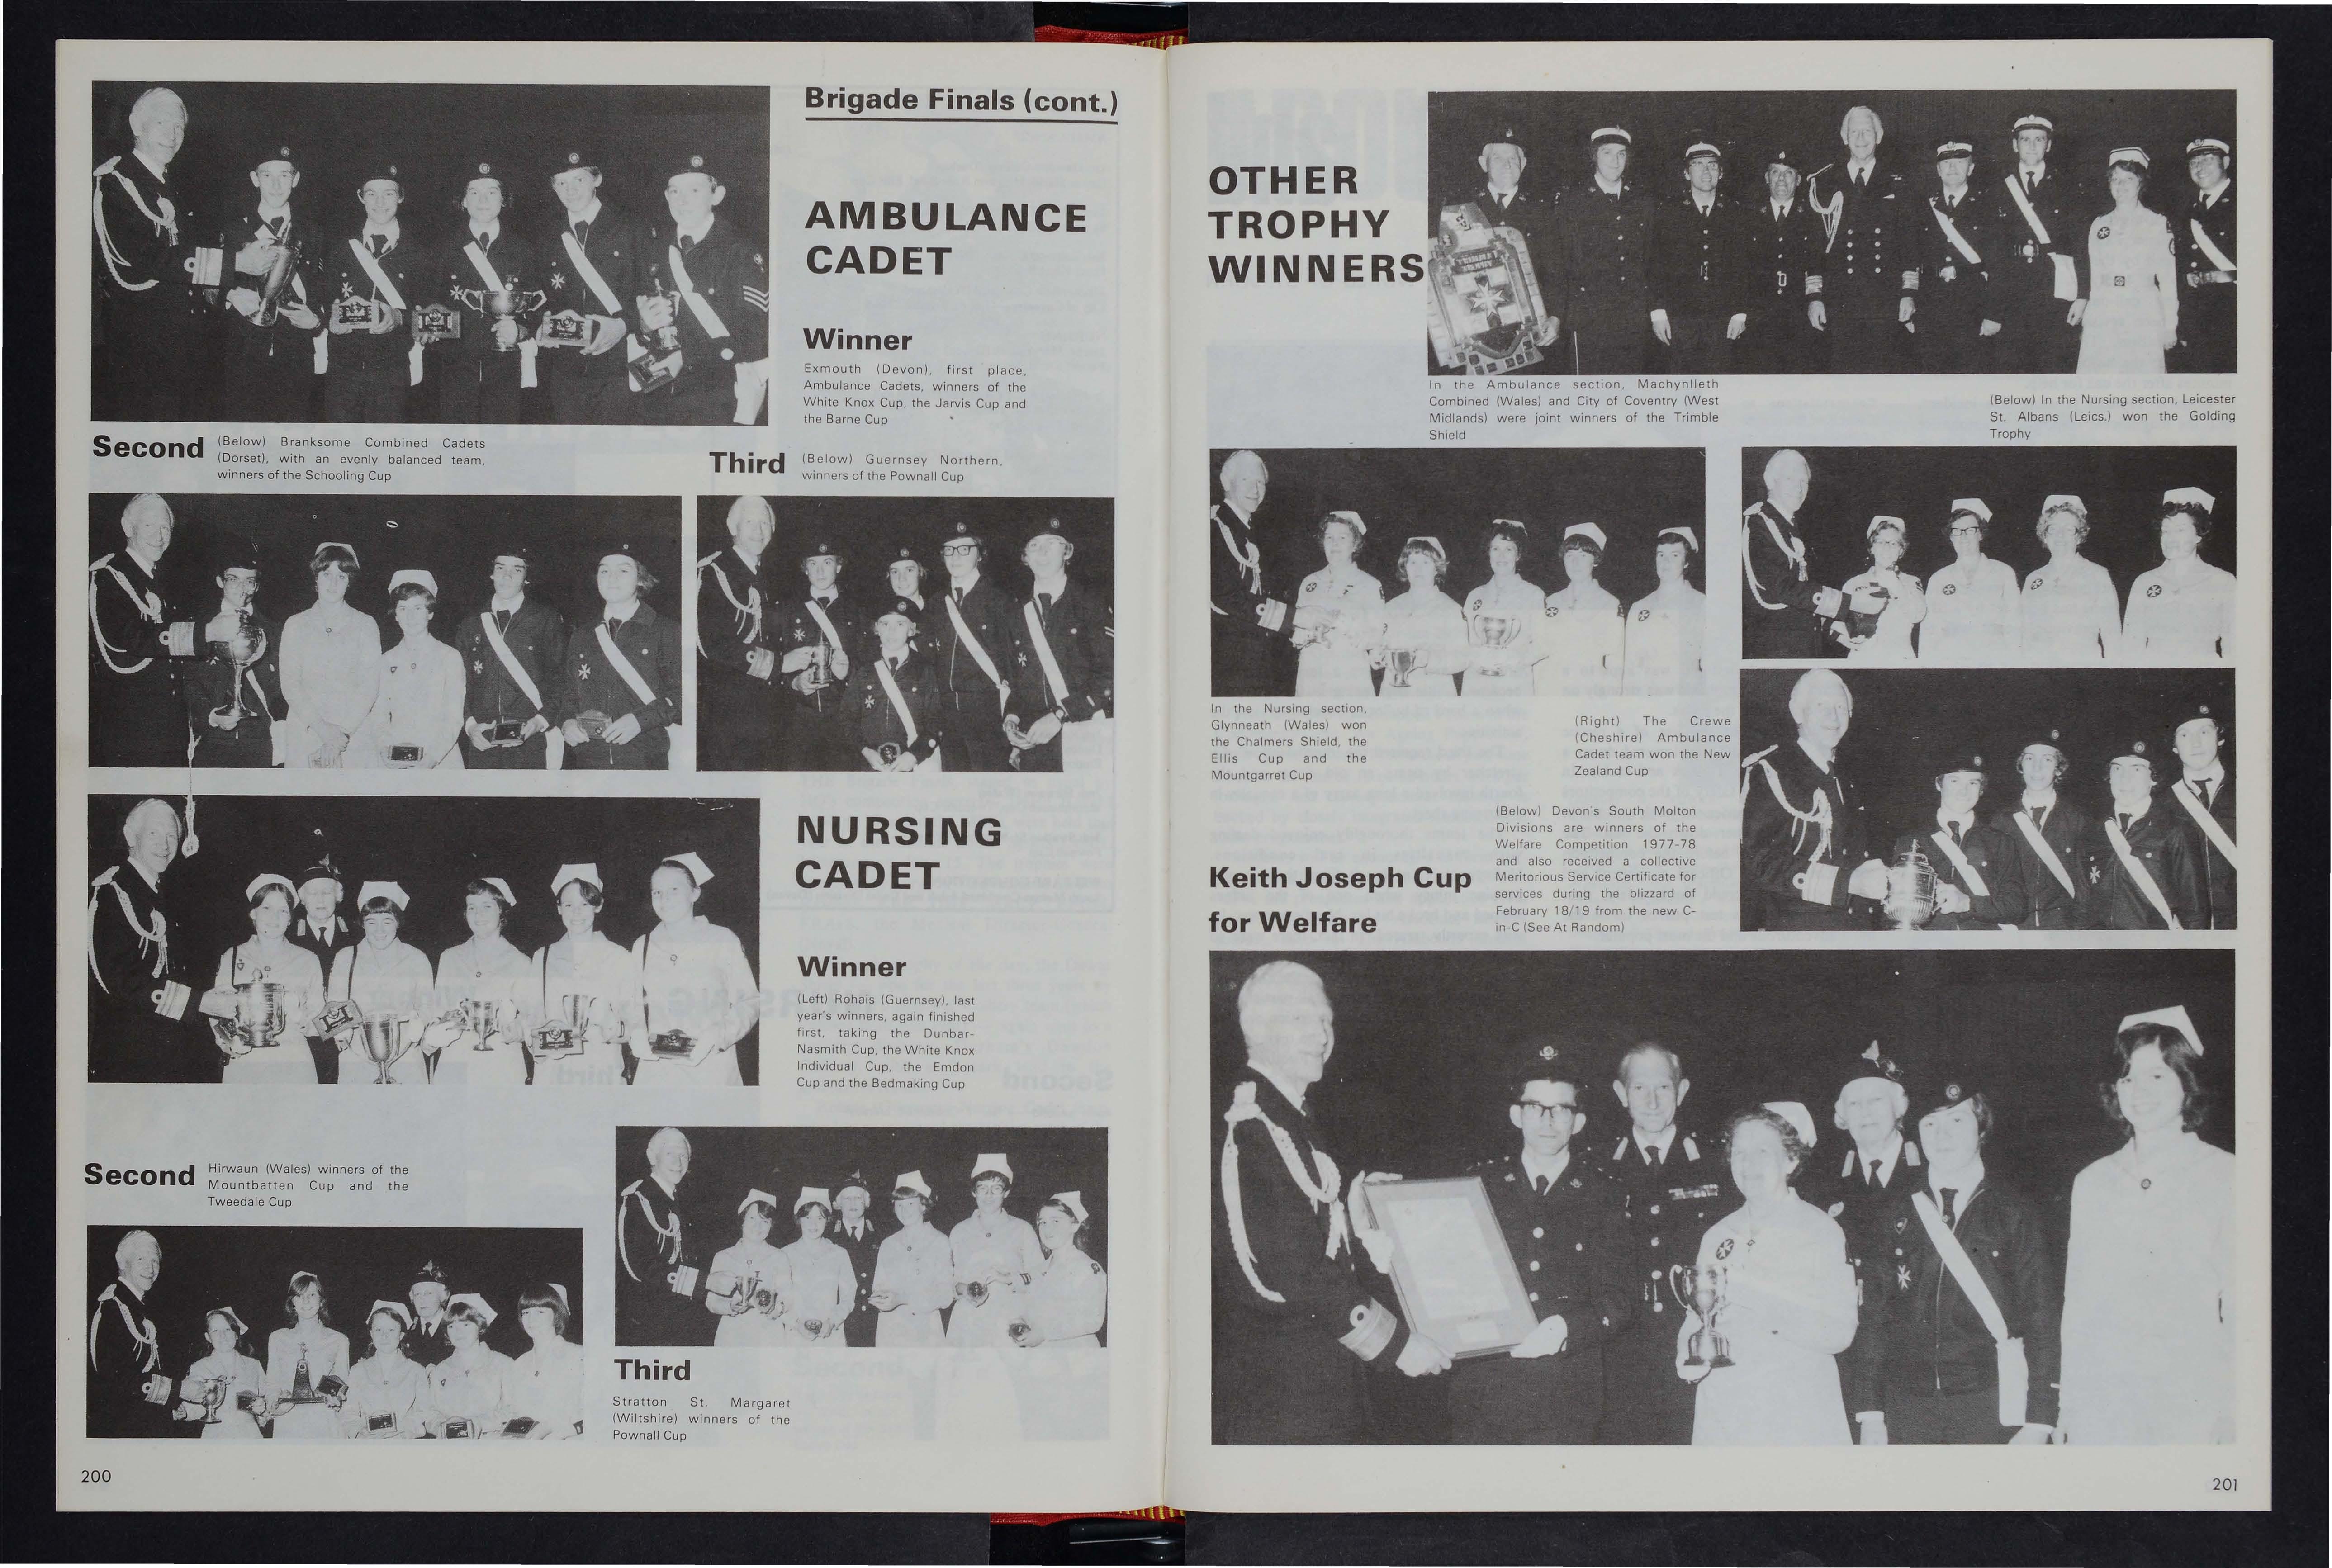 Brigade Finals (cont.)
AMBULANCE
CADET
Winner
Exmouth (Devon), first place,
Ambulance Cadets, winners of the
White Knox Cup, the Jarvis Cup and
the Barne Cup
Second
(Below) Branksome Combined Cadets
(Dorset), with an evenly balanced team,
winners of the Schooling Cup
Third
(Below) Guernsey Northern,
winners of the Pownall Cup
NURSING
CADET
Winner
(Left) Rohais (Guernsey), last
year's winners, again finished
first, taking the Dunbar-
Nasmith Cup, the White Knox
Individual Cup, the Emdon
Cup and the Bedmaking Cup
Second
Hirwaun (Wales) winners of the
Mountbatten Cup and the
Tweedale Cup
Third
Stratton St. Margaret
(Wiltshire) winners of the
Pownall Cup
200
OTHER
TROPHY
WINNERS
TRIMBLE
In the Ambulance section, Machynlleth
Combined (Wales) and City of Coventry (West
Midlands) were joint winners of the Trimble
Shield
(Below) In the Nursing section, Leicester
St. Albans (Leics.) won the Golding
Trophy
In the Nursing section,
Glynneath (Wales) won
the Chalmers Shield, the
Ellis Cup and the
Mountgarret Cup
(Right) The Crewe
(Cheshire) Ambulance
Cadet team won the New
Zealand Cup
Keith Joseph Cup
for Welfare
(Below) Devon's South Molton
Divisions are winners of the
Welfare Competition 1977-78
and also received a collective
Meritorious Service Certificate for
services during the blizzard of
February 18/19 from the new C-
in-C (See At Random)
201